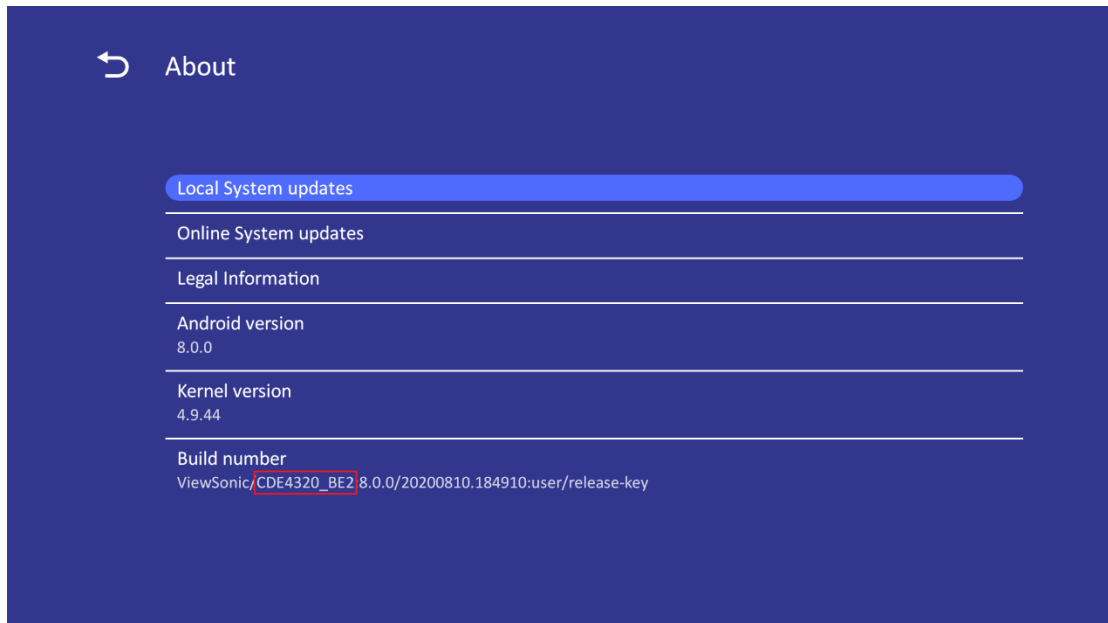 About
Local System updates
Online System updates
Legal Information
Android version
8.0.0
Kernel version
4.9.44
Build number
ViewSonic/CDE4320_BE2:8.0.0/20200810.184910:user/release-key